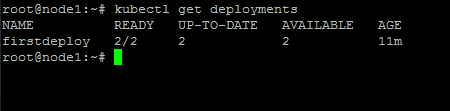 root@node1:~# kubectl get deployments
NAME READY UP-TO-DATE AVAILABLE AGE
firstdeploy 2/2 2 2 11m
root@node1:~#